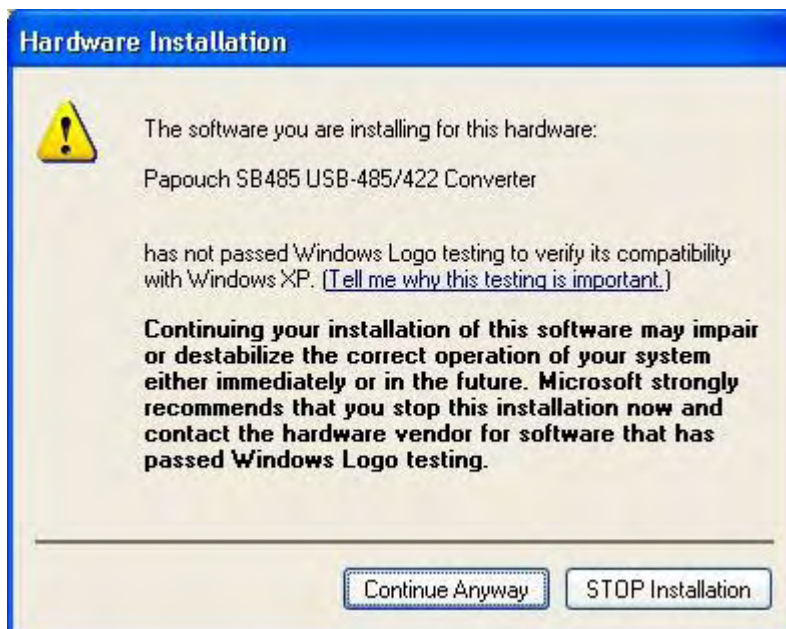 Hardware Installation
The software you are installing for this hardware:
Papouch SB485 USB-485/422 Converter
has not passed Windows Logo testing to verify its compatibility
with Windows XP. (Tell me why this testing is important.)
Continuing your installation of this software may impair
or destabilize the correct operation of your system
either immediately or in the future. Microsoft strongly
recommends that you stop this installation now and
contact the hardware vendor for software that has
passed Windows Logo testing.
Continue Anyway
STOP Installation